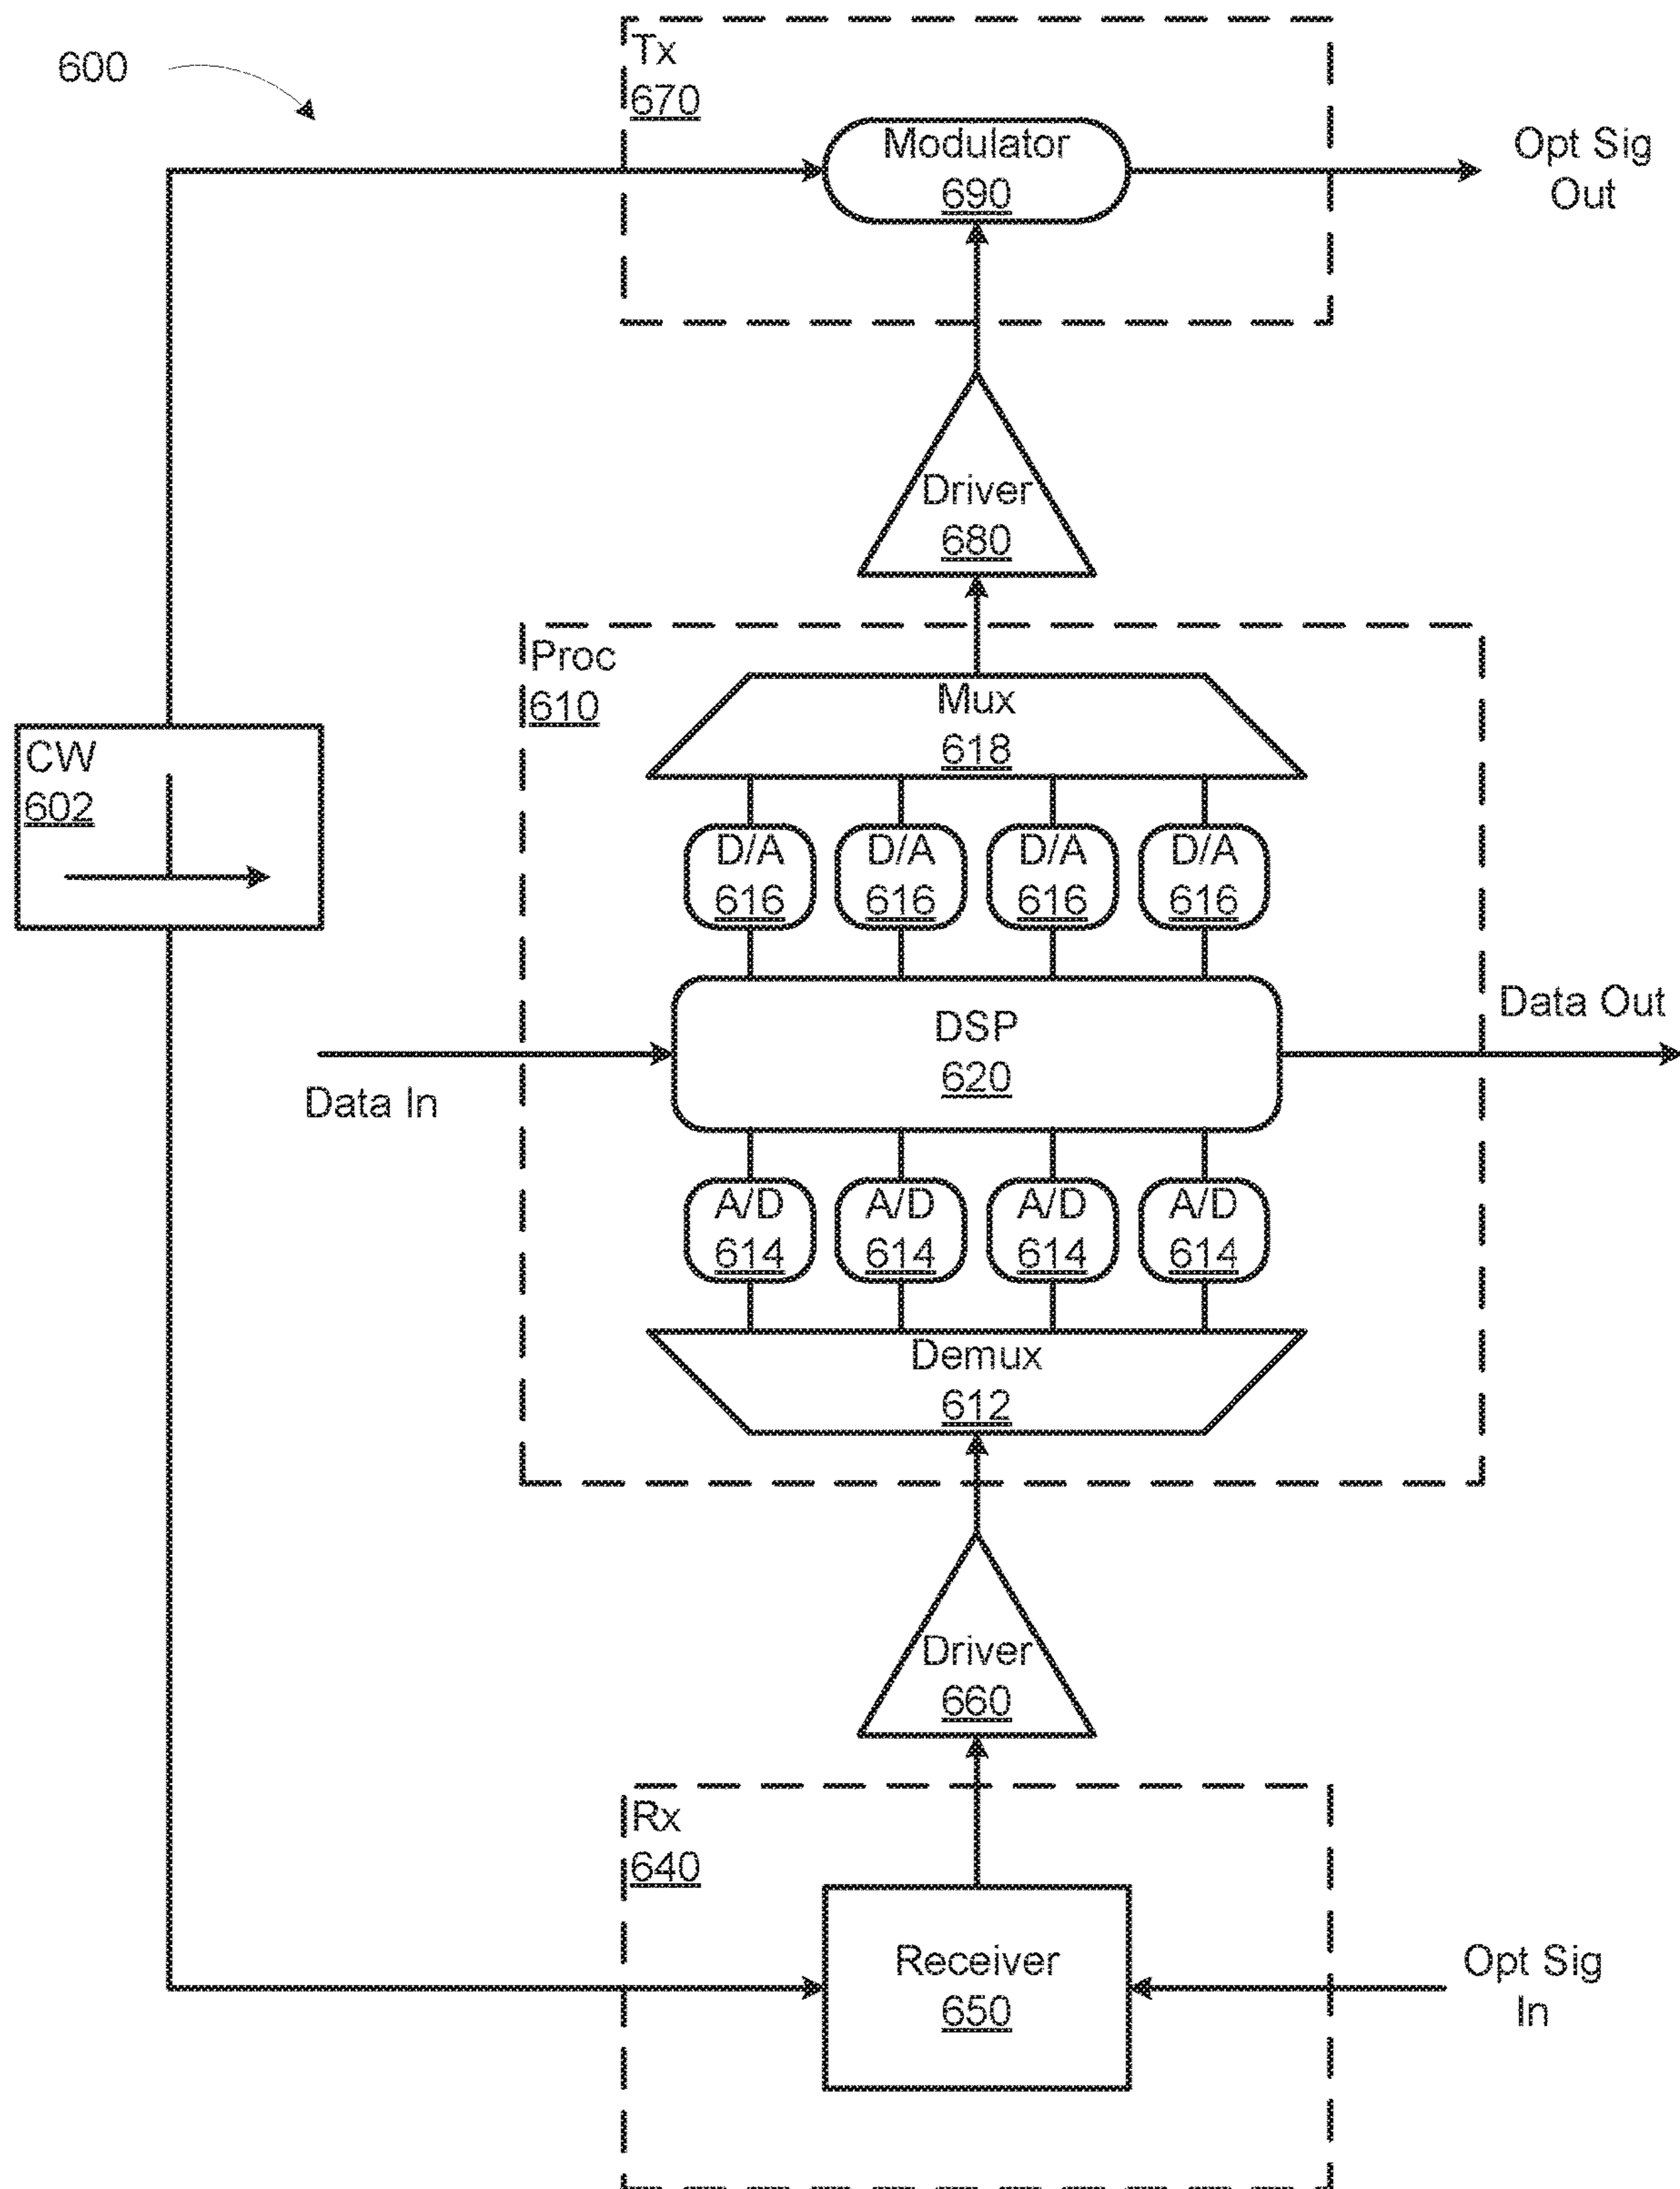 600
Tx
670
Modulator
690
Opt Sig
Out
Driver
680
Proc
610
Mux
618
CW
602
D/A D/A D/A D/A
616 616 616 616
Data Out
DSP
620
Data In
A/D A/D A/D A/D
614 614 614 614
Demux
612
Driver
660
Rx
640
Receiver
650
Opt Sig
In